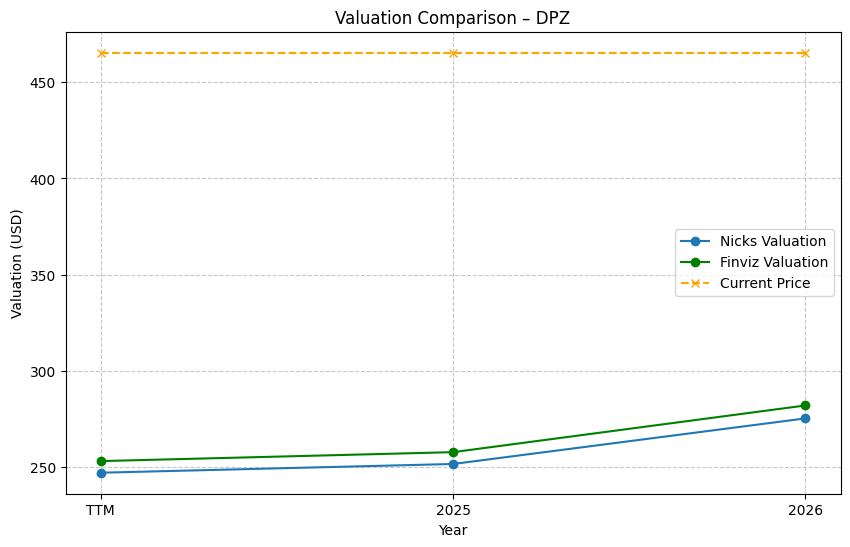 Valuation Comparison – DPZ
Valuation (USD)
450
400
350
300
250
Nicks Valuation
Finviz Valuation
Current Price
TTM
2025
2026
Year